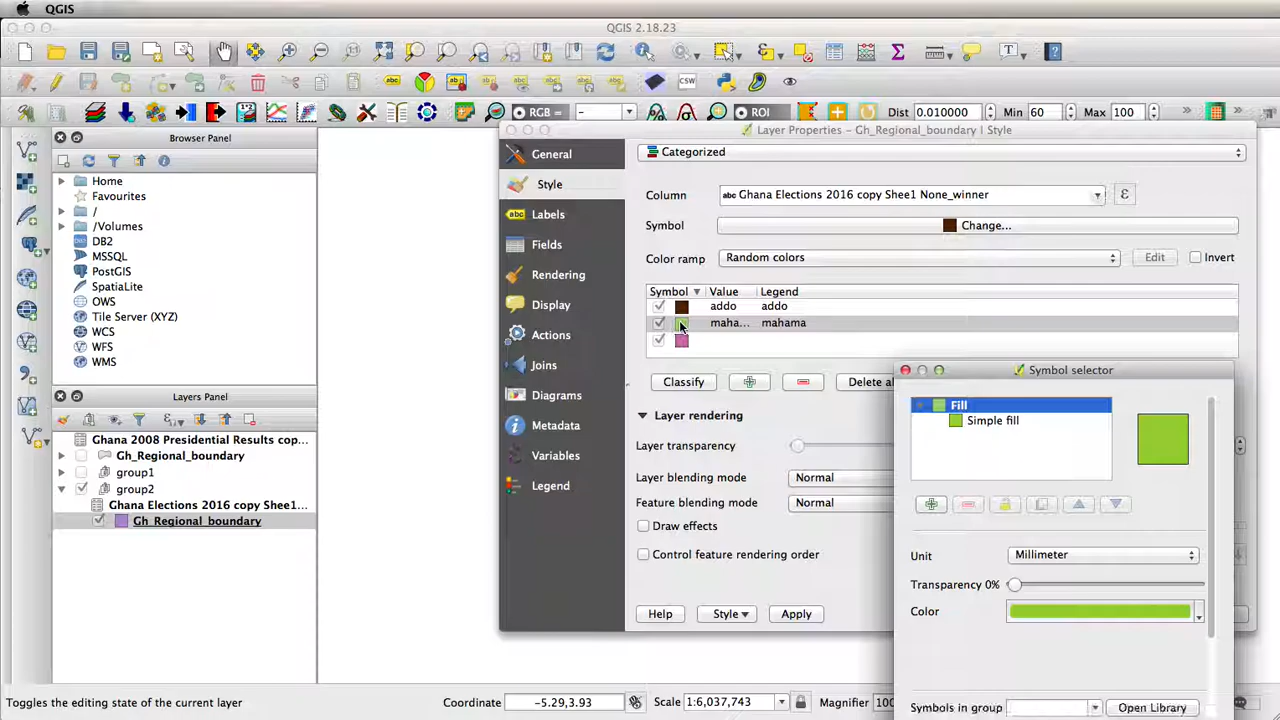 QGIS
QGIS 2.18.23
RGB = - ROI Dist 0.010000 Min 60 Max 100
Browser Panel
Home
Favourites
/
/Volumes
DB2
MSSQL
PostGIS
SpatiaLite
OWS
Tile Server (XYZ)
WCS
WFS
WMS
Layers Panel
Ghana 2008 Presidential Results cop...
Gh_Regional_boundary
group1
group2
Ghana Elections 2016 copy Shee1...
Gh_Regional_boundary
Layer Properties - Gh_Regional_boundary | Style
General
Style
Labels
Fields
Rendering
Display
Actions
Joins
Diagrams
Metadata
Variables
Legend
Categorized
Column abc Ghana Elections 2016 copy Shee1 None_winner ε
Symbol Change...
Color ramp Random colors Edit Invert
Symbol Value Legend
addo addo
maha... mahama
Classify Delete al
Layer rendering
Layer transparency
Layer blending mode Normal
Feature blending mode Normal
Draw effects
Control feature rendering order
Help Style Apply
Symbol selector
Fill
Simple fill
Unit Millimeter
Transparency 0%
Color
Symbols in group Open Library
Toggles the editing state of the current layer Coordinate -5.29,3.93 Scale 1:6,037,743 Magnifier 100